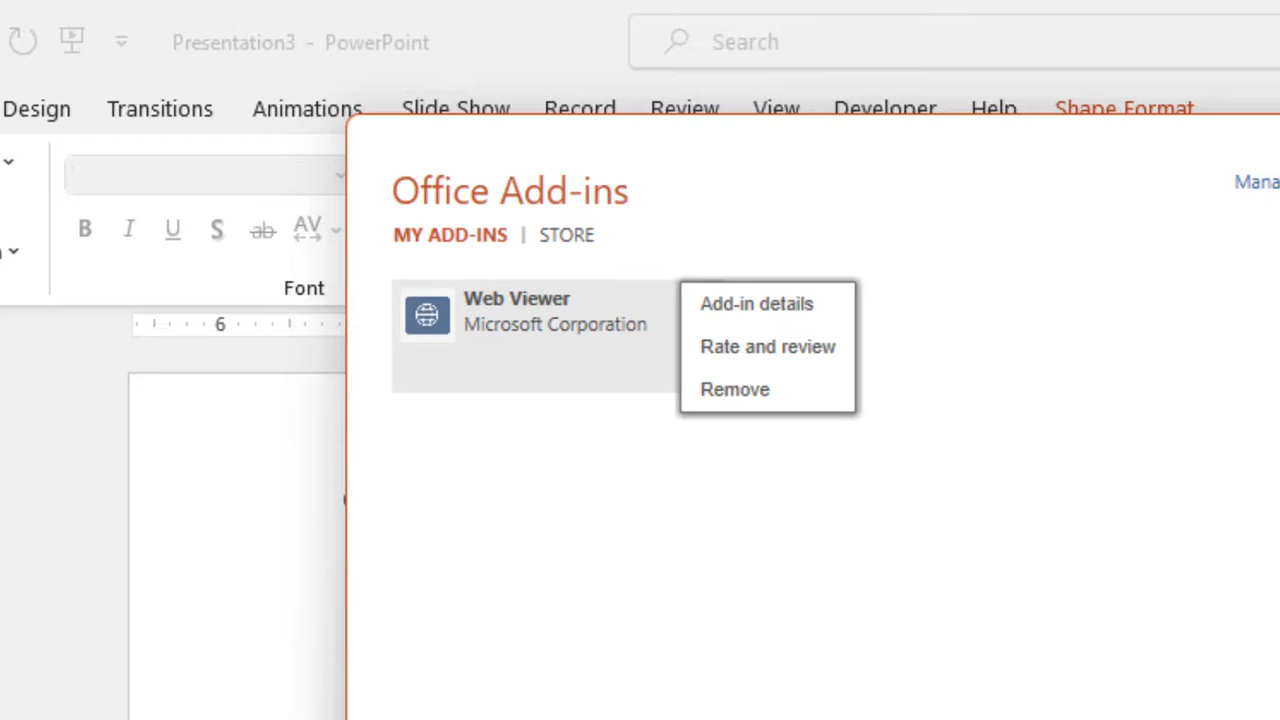 Presentation3 - PowerPoint
Search
Design Transitions Animations Slide Show Record Review View Developer Help Shape Format
B I U S ab AV
Font
6
Office Add-ins
MY ADD-INS | STORE
Web Viewer
Microsoft Corporation
Add-in details
Rate and review
Remove